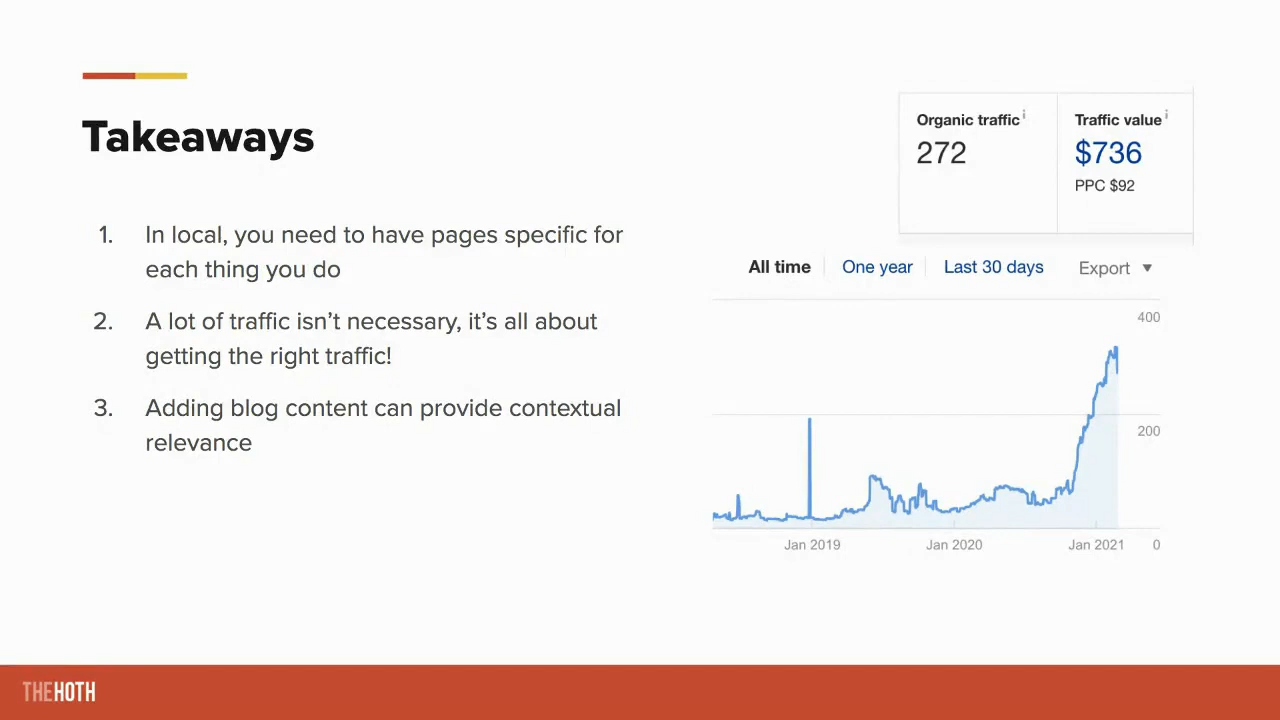 Takeaways
1. In local, you need to have pages specific for
each thing you do
2. A lot of traffic isn't necessary, it's all about
getting the right traffic!
3. Adding blog content can provide contextual
relevance
Organic traffic i
272
Traffic value i
$736
PPC $92
All time One year Last 30 days Export ▼
400
200
Jan 2019 Jan 2020 Jan 2021 0
THEHOTH